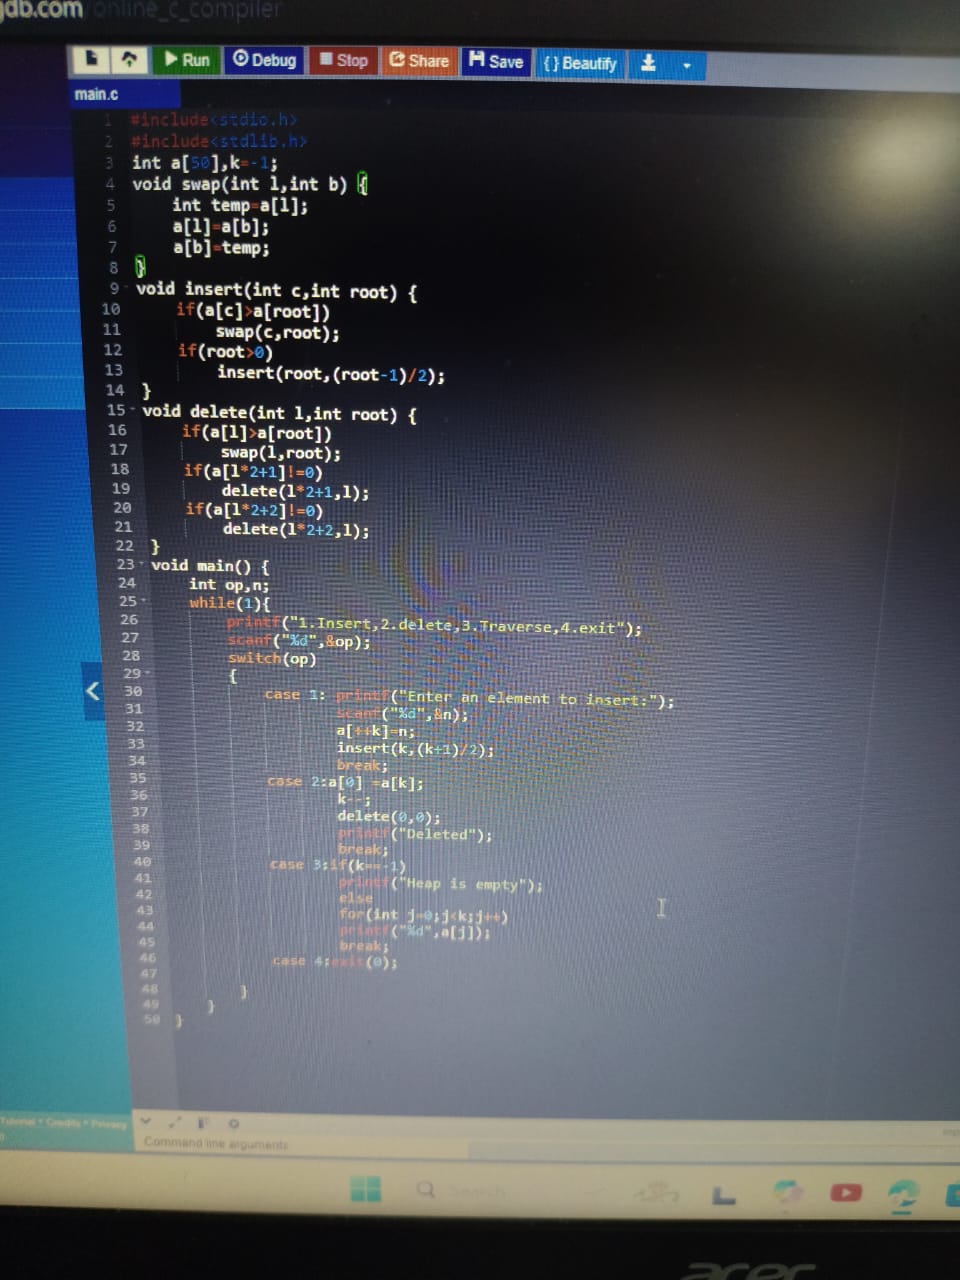 gdb.com/online_c_compiler
Run Debug Stop Share Save { } Beautify
main.c
1 #include<stdio.h>
2 #include<stdlib.h>
3 int a[50],k=-1;
4 void swap(int l,int b) {
5 int temp=a[l];
6 a[l]=a[b];
7 a[b]=temp;
8 }
9 void insert(int c,int root) {
10 if(a[c]>a[root])
11 swap(c,root);
12 if(root>0)
13 insert(root,(root-1)/2);
14 }
15 void delete(int l,int root) {
16 if(a[l]>a[root])
17 swap(l,root);
18 if(a[l*2+1]!=0)
19 delete(l*2+1,l);
20 if(a[l*2+2]!=0)
21 delete(l*2+2,l);
22 }
23 void main() {
24 int op,n;
25 while(1){
26 printf("1.Insert,2.delete,3.Traverse,4.exit");
27 scanf("%d",&op);
28 switch(op)
29 {
30 case 1: printf("Enter an element to insert:");
31 scanf("%d",&n);
32 a[++k]=n;
33 insert(k,(k+1)/2);
34 break;
35 case 2:a[0] =a[k];
36 k--;
37 delete(0,0);
38 printf("Deleted");
39 break;
40 case 3:if(k==-1)
41 printf("Heap is empty");
42 else
43 for(int j=0;j<k;j++)
44 printf("%d",a[j]);
45 break;
46 case 4:exit(0);
47
48 }
49 }
50 }
Tutorial • Credits • Privacy
Command line arguments
Search
acer